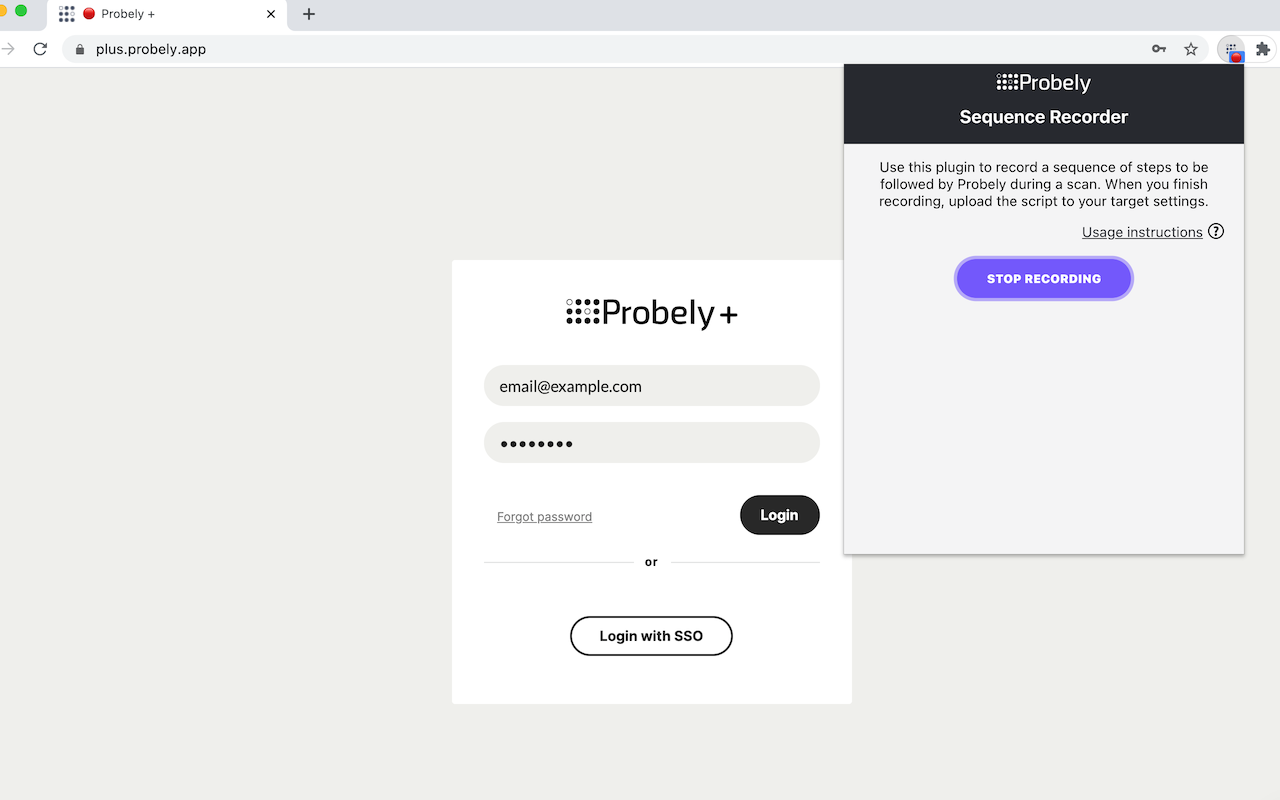 Probely +
plus.probely.app
Probely
Sequence Recorder
Use this plugin to record a sequence of steps to be
followed by Probely during a scan. When you finish
recording, upload the script to your target settings.
Usage instructions ?
STOP RECORDING
Probely+
email@example.com
••••••••
Forgot password
Login
or
Login with SSO